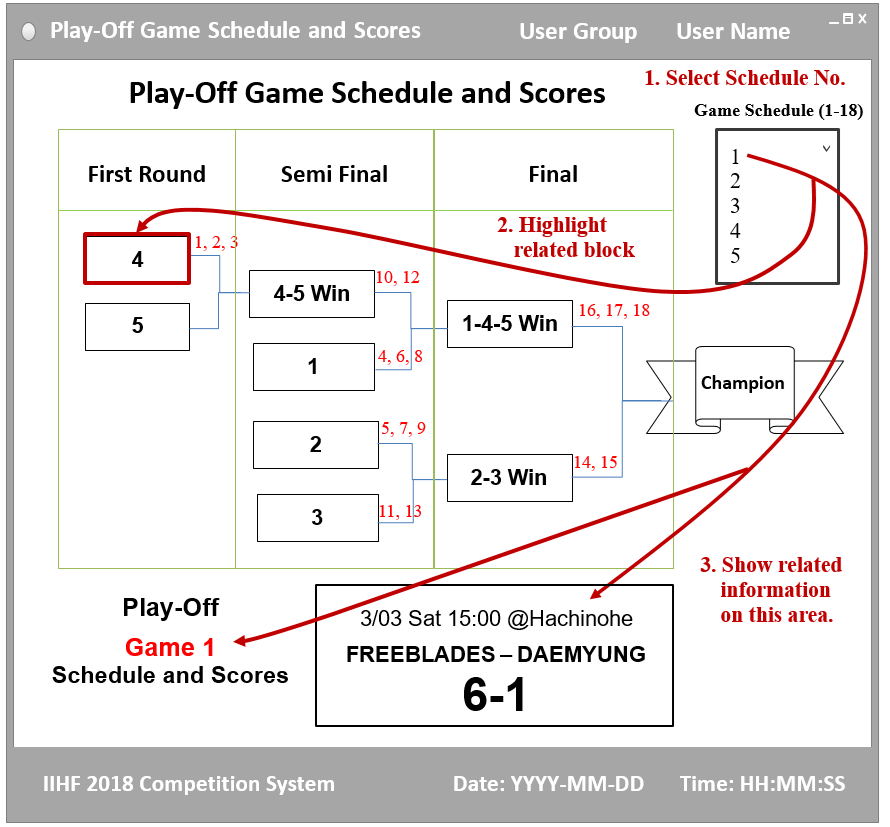 Play-Off Game Schedule and Scores
User Group
User Name
Play-Off Game Schedule and Scores
1. Select Schedule No.
Game Schedule (1-18)
1
2
3
4
5
First Round
Semi Final
Final
2. Highlight
related block
4
1, 2, 3
5
4-5 Win
10, 12
1
4, 6, 8
2
5, 7, 9
3
11, 13
1-4-5 Win
16, 17, 18
2-3 Win
14, 15
Champion
3. Show related
information
on this area.
Play-Off
Game 1
Schedule and Scores
3/03 Sat 15:00 @Hachinohe
FREEBLADES – DAEMYUNG
6-1
IIHF 2018 Competition System
Date: YYYY-MM-DD
Time: HH:MM:SS